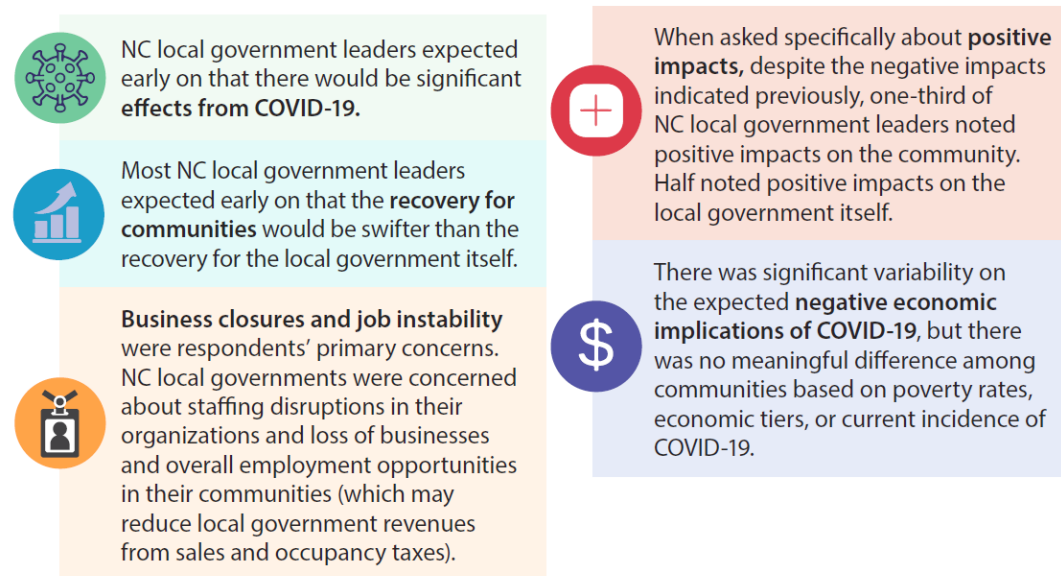 NC local government leaders expected
early on that there would be significant
effects from COVID-19.
Most NC local government leaders
expected early on that the recovery for
communities would be swifter than the
recovery for the local government itself.
Business closures and job instability
were respondents’ primary concerns.
NC local governments were concerned
about staffing disruptions in their
organizations and loss of businesses
and overall employment opportunities
in their communities (which may
reduce local government revenues
from sales and occupancy taxes).
When asked specifically about positive
impacts, despite the negative impacts
indicated previously, one-third of
NC local government leaders noted
positive impacts on the community.
Half noted positive impacts on the
local government itself.
$
There was significant variability on
the expected negative economic
implications of COVID-19, but there
was no meaningful difference among
communities based on poverty rates,
economic tiers, or current incidence of
COVID-19.